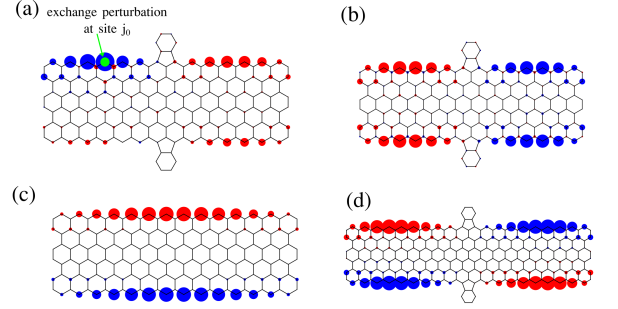 (a)
exchange perturbation
at site j₀
(b)
(c)
(d)